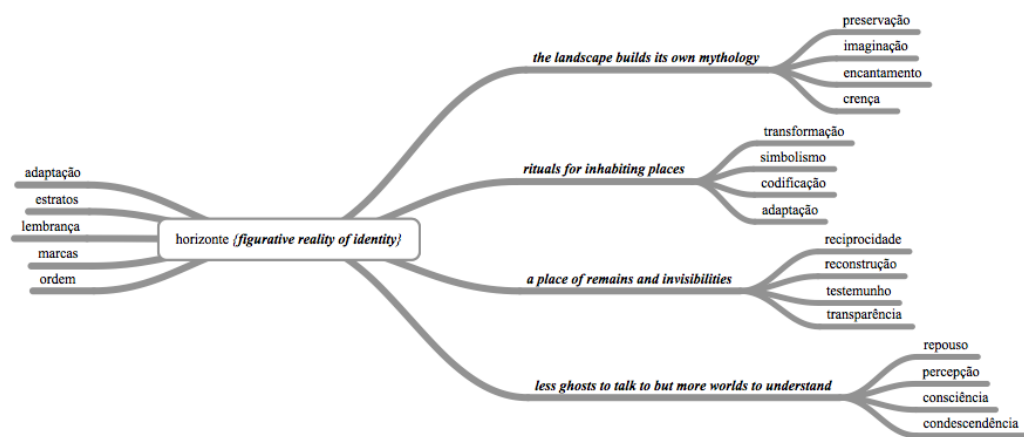 adaptação
estratos
lembrança
marcas
ordem
horizonte {figurative reality of identity}
the landscape builds its own mythology
preservação
imaginação
encantamento
crença
rituals for inhabiting places
transformação
simbolismo
codificação
adaptação
a place of remains and invisibilities
reciprocidade
reconstrução
testemunho
transparência
less ghosts to talk to but more worlds to understand
repouso
percepção
consciência
condescendência